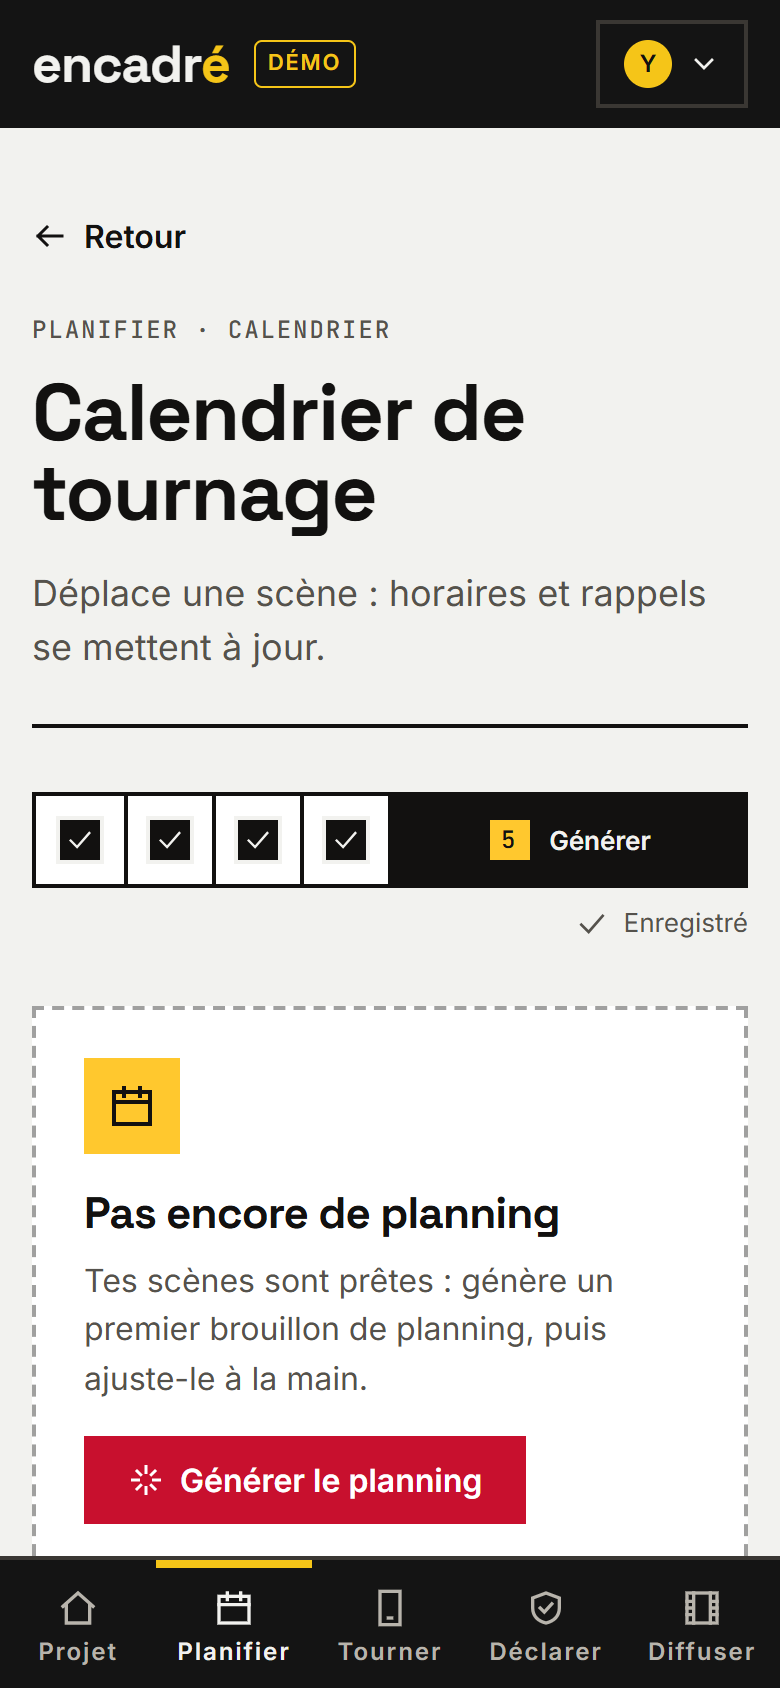 encadré DÉMO Y
Retour
PLANIFIER · CALENDRIER
Calendrier de
tournage
Déplace une scène : horaires et rappels
se mettent à jour.
5 Générer
Enregistré
Pas encore de planning
Tes scènes sont prêtes : génère un
premier brouillon de planning, puis
ajuste-le à la main.
Générer le planning
Projet Planifier Tourner Déclarer Diffuser